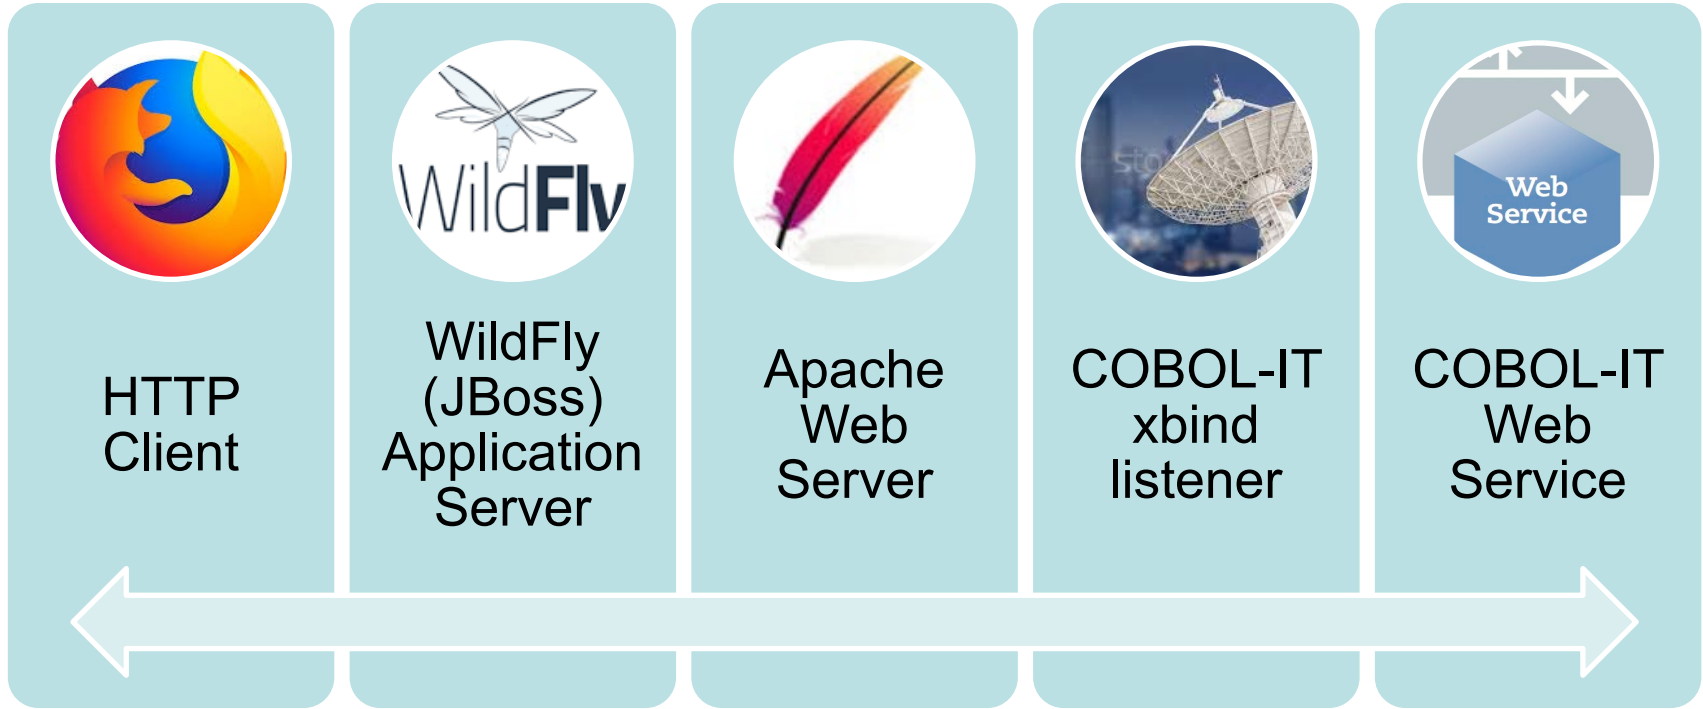 HTTP
Client
WildFly
WildFly
(JBoss)
Application
Server
Apache
Web
Server
COBOL-IT
xbind
listener
Web
Service
COBOL-IT
Web
Service